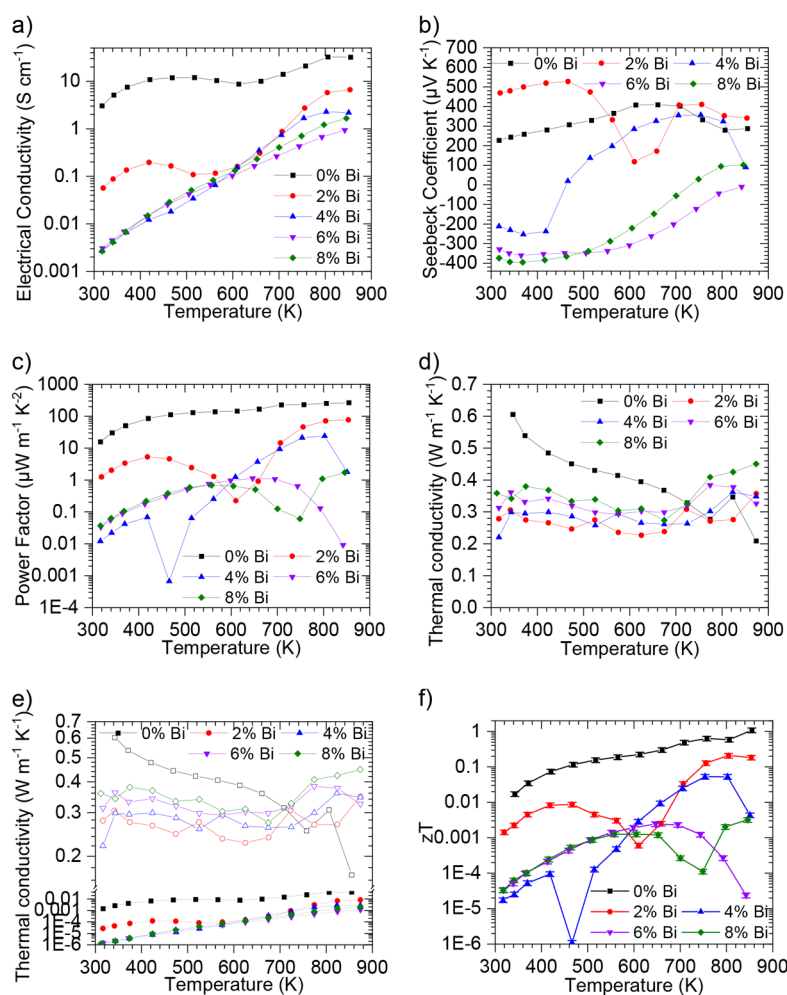 a)
Electrical Conductivity (S cm⁻¹)
10
1
0.1
0.01
0.001
0% Bi
2% Bi
4% Bi
6% Bi
8% Bi
300 400 500 600 700 800 900
Temperature (K)
b)
Seebeck Coefficient (µV K⁻¹)
700
600
500
400
300
200
100
0
-100
-200
-300
-400
0% Bi 2% Bi 4% Bi
6% Bi 8% Bi
300 400 500 600 700 800 900
Temperature (K)
c)
Power Factor (µW m⁻¹ K⁻²)
1000
100
10
1
0.1
0.01
0.001
1E-4
0% Bi 2% Bi
4% Bi 6% Bi
8% Bi
300 400 500 600 700 800 900
Temperature (K)
d)
Thermal conductivity (W m⁻¹ K⁻¹)
0.7
0.6
0.5
0.4
0.3
0.2
0.1
0.0
0% Bi 2% Bi
4% Bi 6% Bi
8% Bi
300 400 500 600 700 800 900
Temperature (K)
e)
Thermal conductivity (W m⁻¹ K⁻¹)
0.7
0.6
0.5
0.4
0.3
0.2
0.01
0,001
1E-4
1E-6
0% Bi 2% Bi 4% Bi
6% Bi 8% Bi
300 400 500 600 700 800 900
Temperature (K)
f)
zT
1
0.1
0.01
0.001
1E-4
1E-5
1E-6
0% Bi
2% Bi 4% Bi
6% Bi 8% Bi
300 400 500 600 700 800 900
Temperature (K)